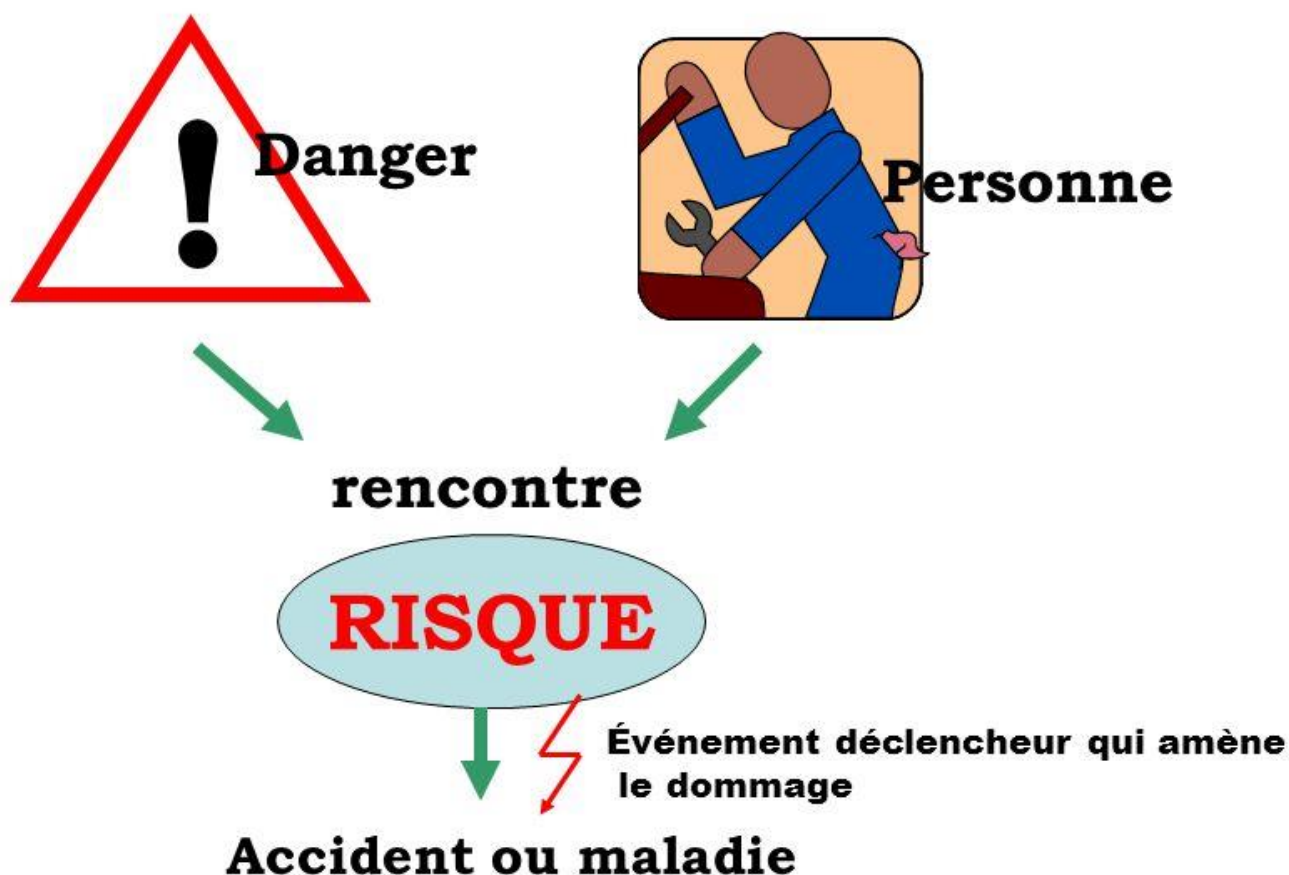 Danger
Personne
rencontre
RISQUE
Événement déclencheur qui amène
le dommage
Accident ou maladie